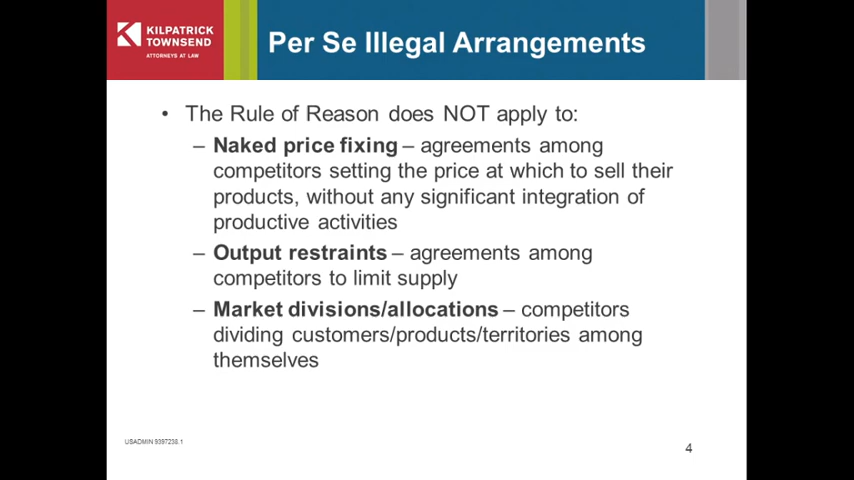 KILPATRICK
TOWNSEND
ATTORNEYS AT LAW
Per Se Illegal Arrangements
• The Rule of Reason does NOT apply to:
– Naked price fixing – agreements among
competitors setting the price at which to sell their
products, without any significant integration of
productive activities
– Output restraints – agreements among
competitors to limit supply
– Market divisions/allocations – competitors
dividing customers/products/territories among
themselves
USADMIN 9397238.1
4